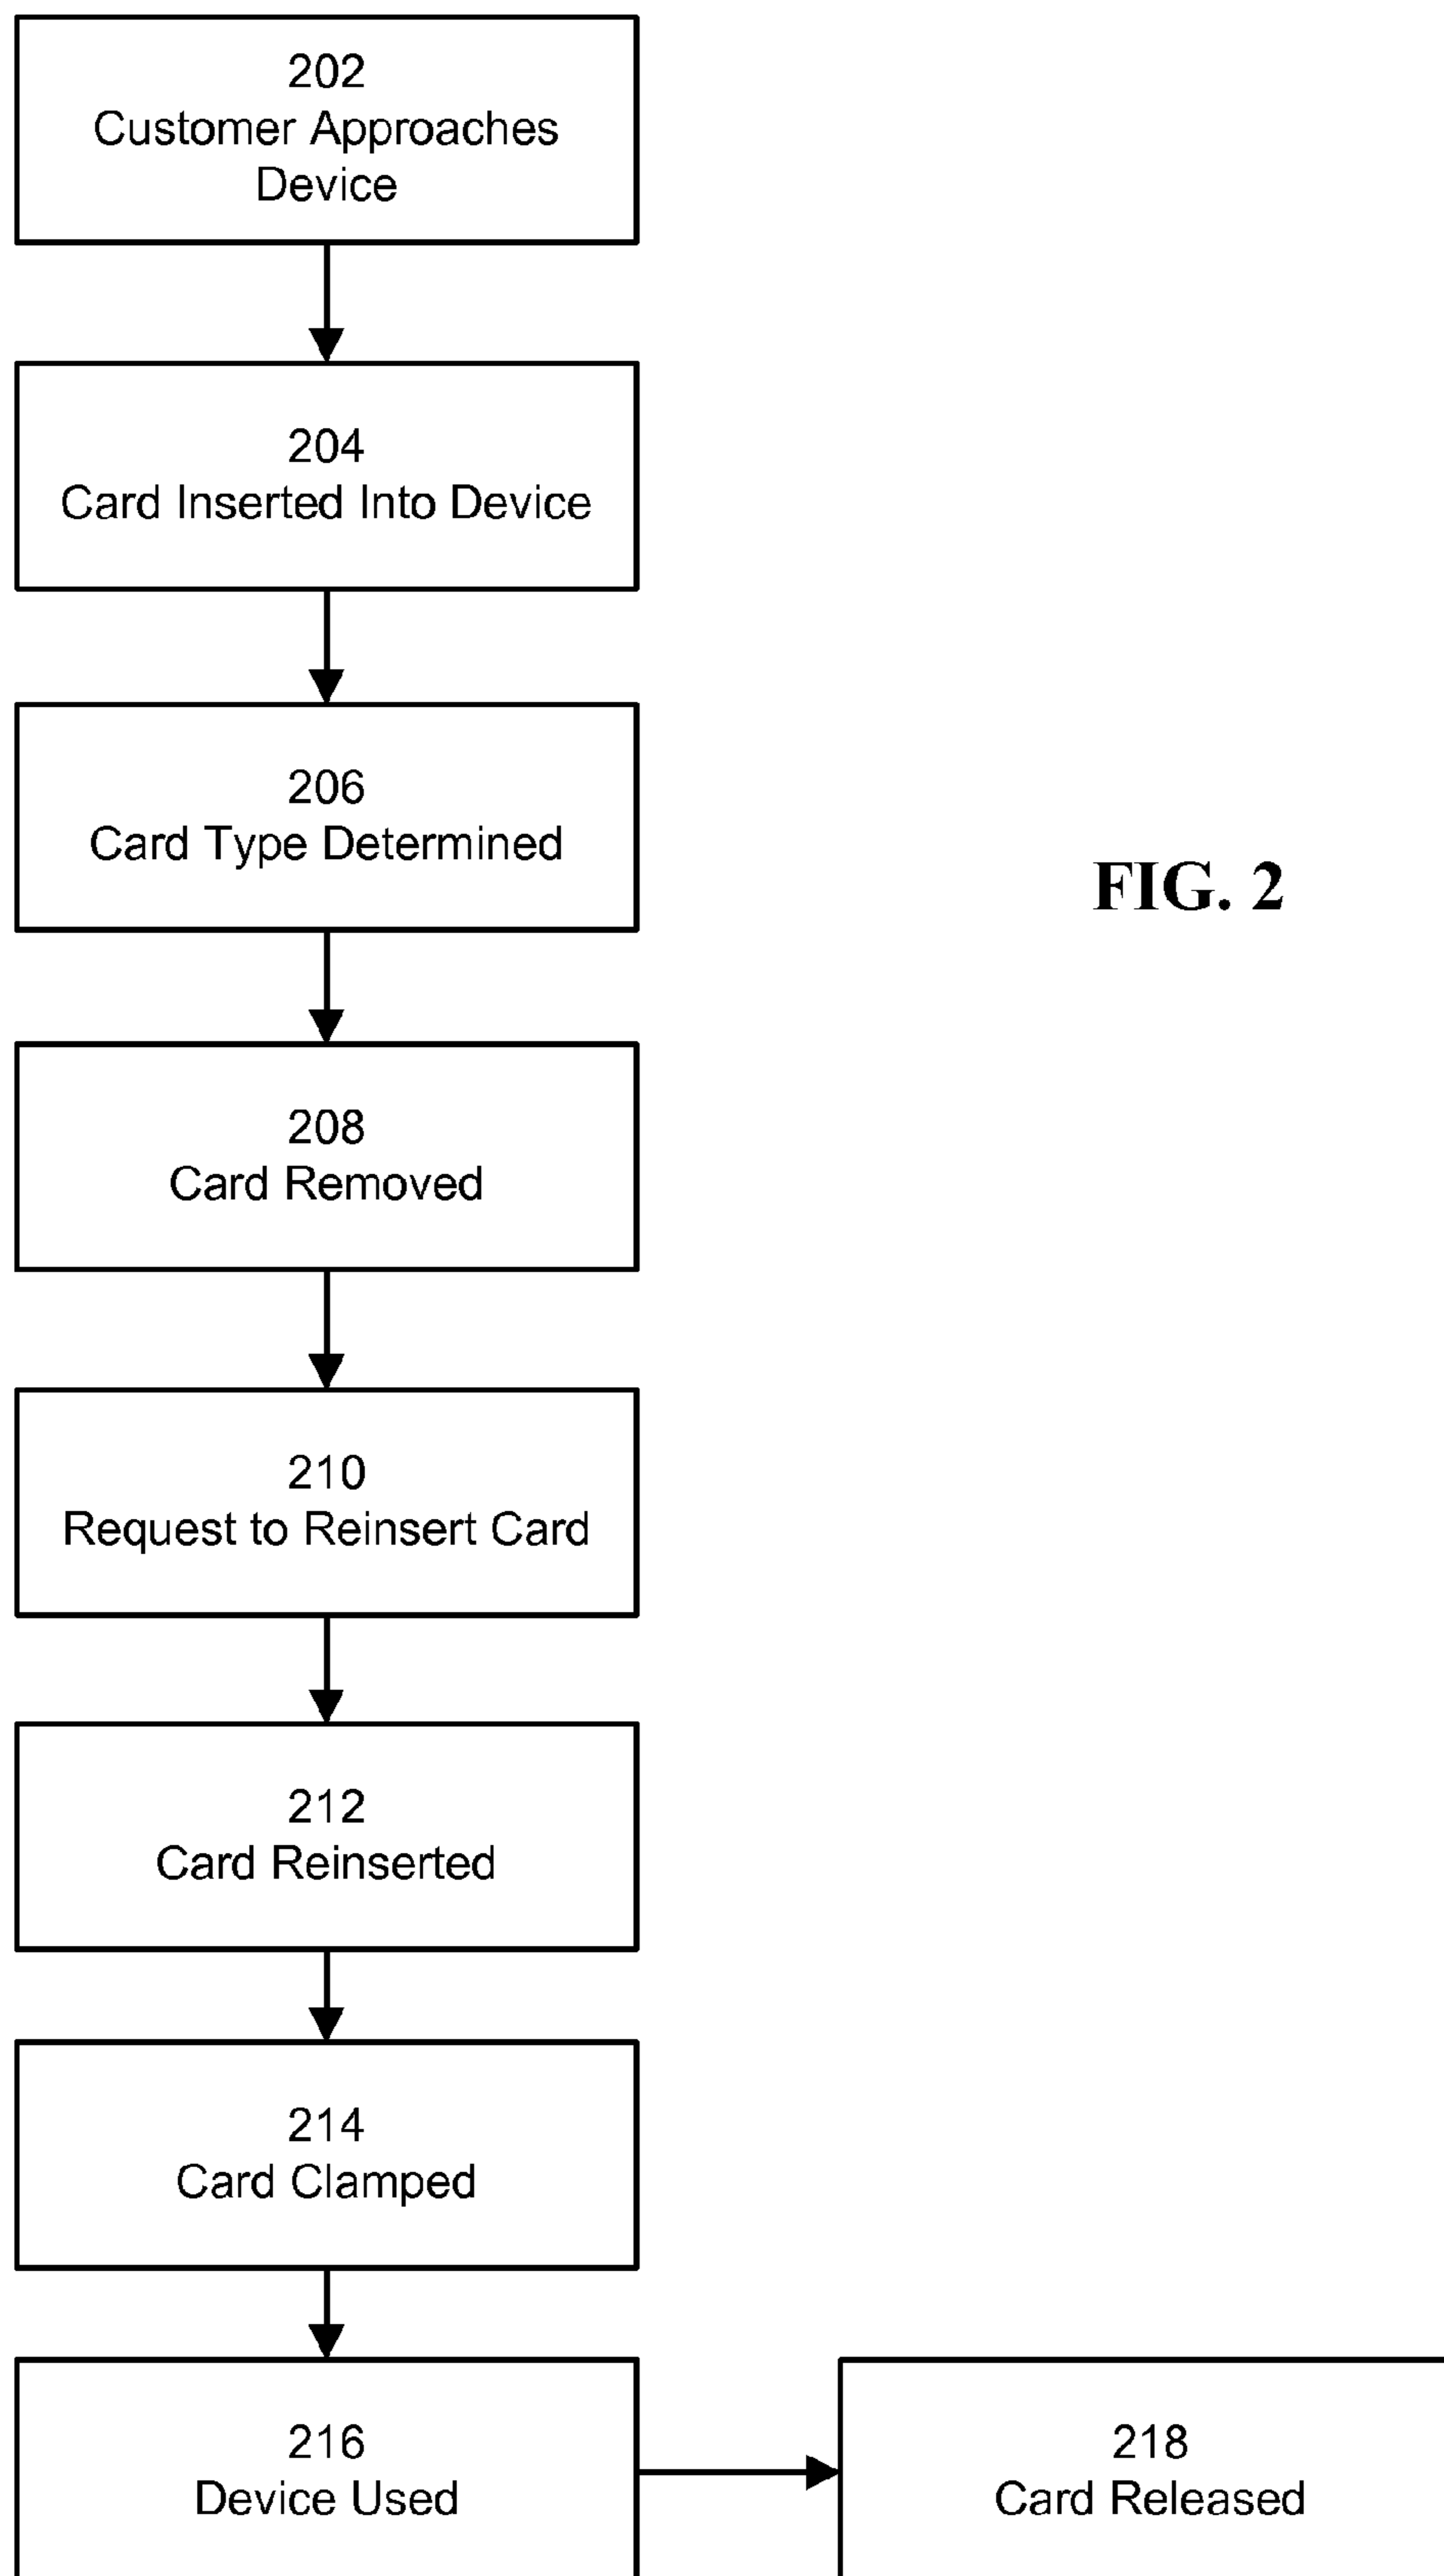 202
Customer Approaches
Device
204
Card Inserted Into Device
206
Card Type Determined
FIG. 2
208
Card Removed
210
Request to Reinsert Card
212
Card Reinserted
214
Card Clamped
216
Device Used
218
Card Released